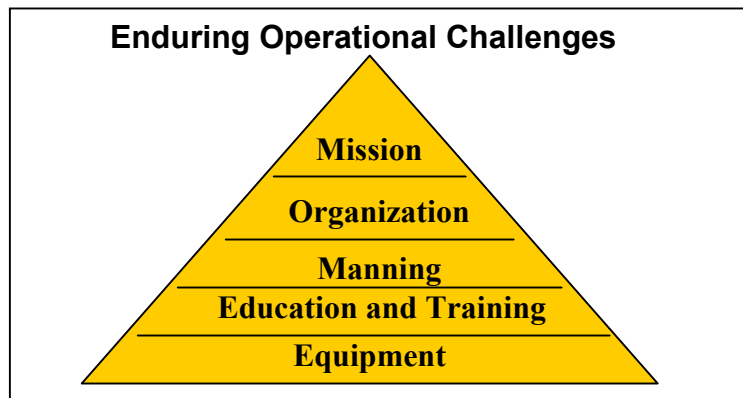 Enduring Operational Challenges
Mission
Organization
Manning
Education and Training
Equipment